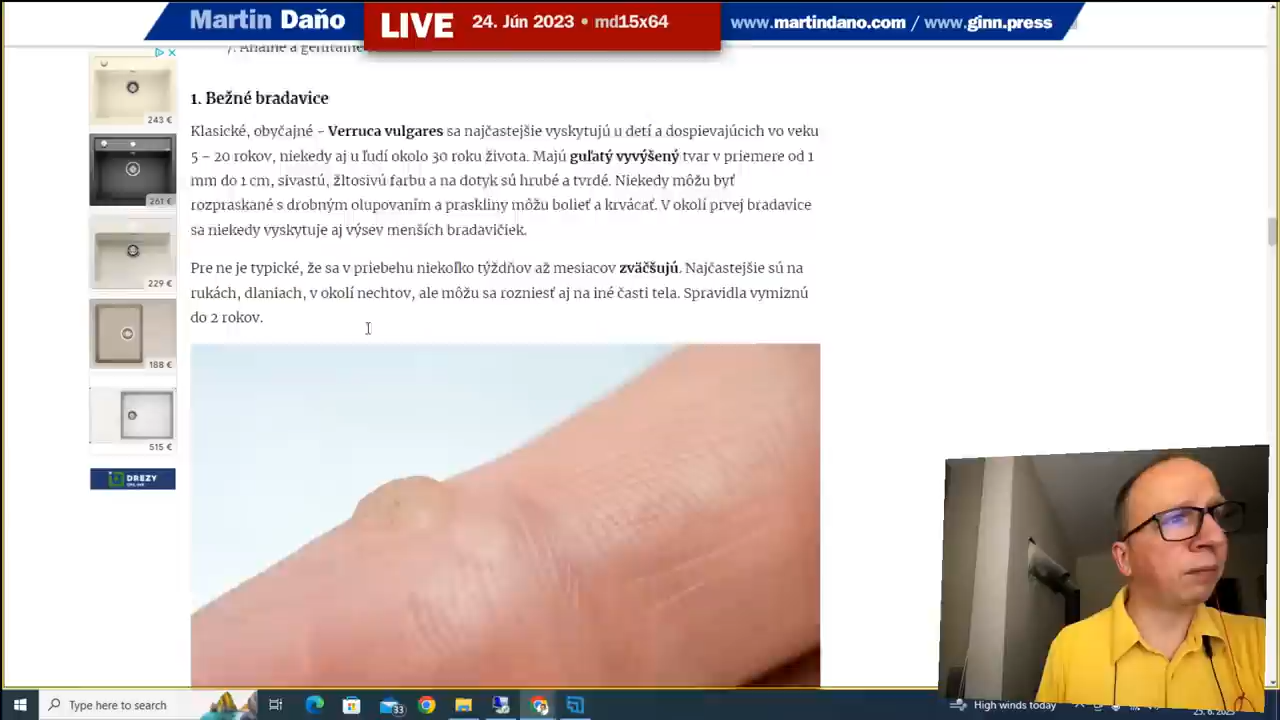 Martin Daňo
LIVE
24. Jún 2023 • md15x64
www.martindano.com / www.ginn.press
7. Análne a genitálne
243 €
261 €
229 €
188 €
515 €
DREZY
1. Bežné bradavice
Klasické, obyčajné - Verruca vulgares sa najčastejšie vyskytujú u detí a dospievajúcich vo veku
5 – 20 rokov, niekedy aj u ľudí okolo 30 roku života. Majú guľatý vyvýšený tvar v priemere od 1
mm do 1 cm, sivastú, žltosivú farbu a na dotyk sú hrubé a tvrdé. Niekedy môžu byť
rozpraskané s drobným olupovaním a praskliny môžu bolieť a krvácať. V okolí prvej bradavice
sa niekedy vyskytuje aj výsev menších bradavičiek.
Pre ne je typické, že sa v priebehu niekoľko týždňov až mesiacov zväčšujú. Najčastejšie sú na
rukách, dlaniach, v okolí nechtov, ale môžu sa rozniesť aj na iné časti tela. Spravidla vymiznú
do 2 rokov.
Type here to search
33
High winds today